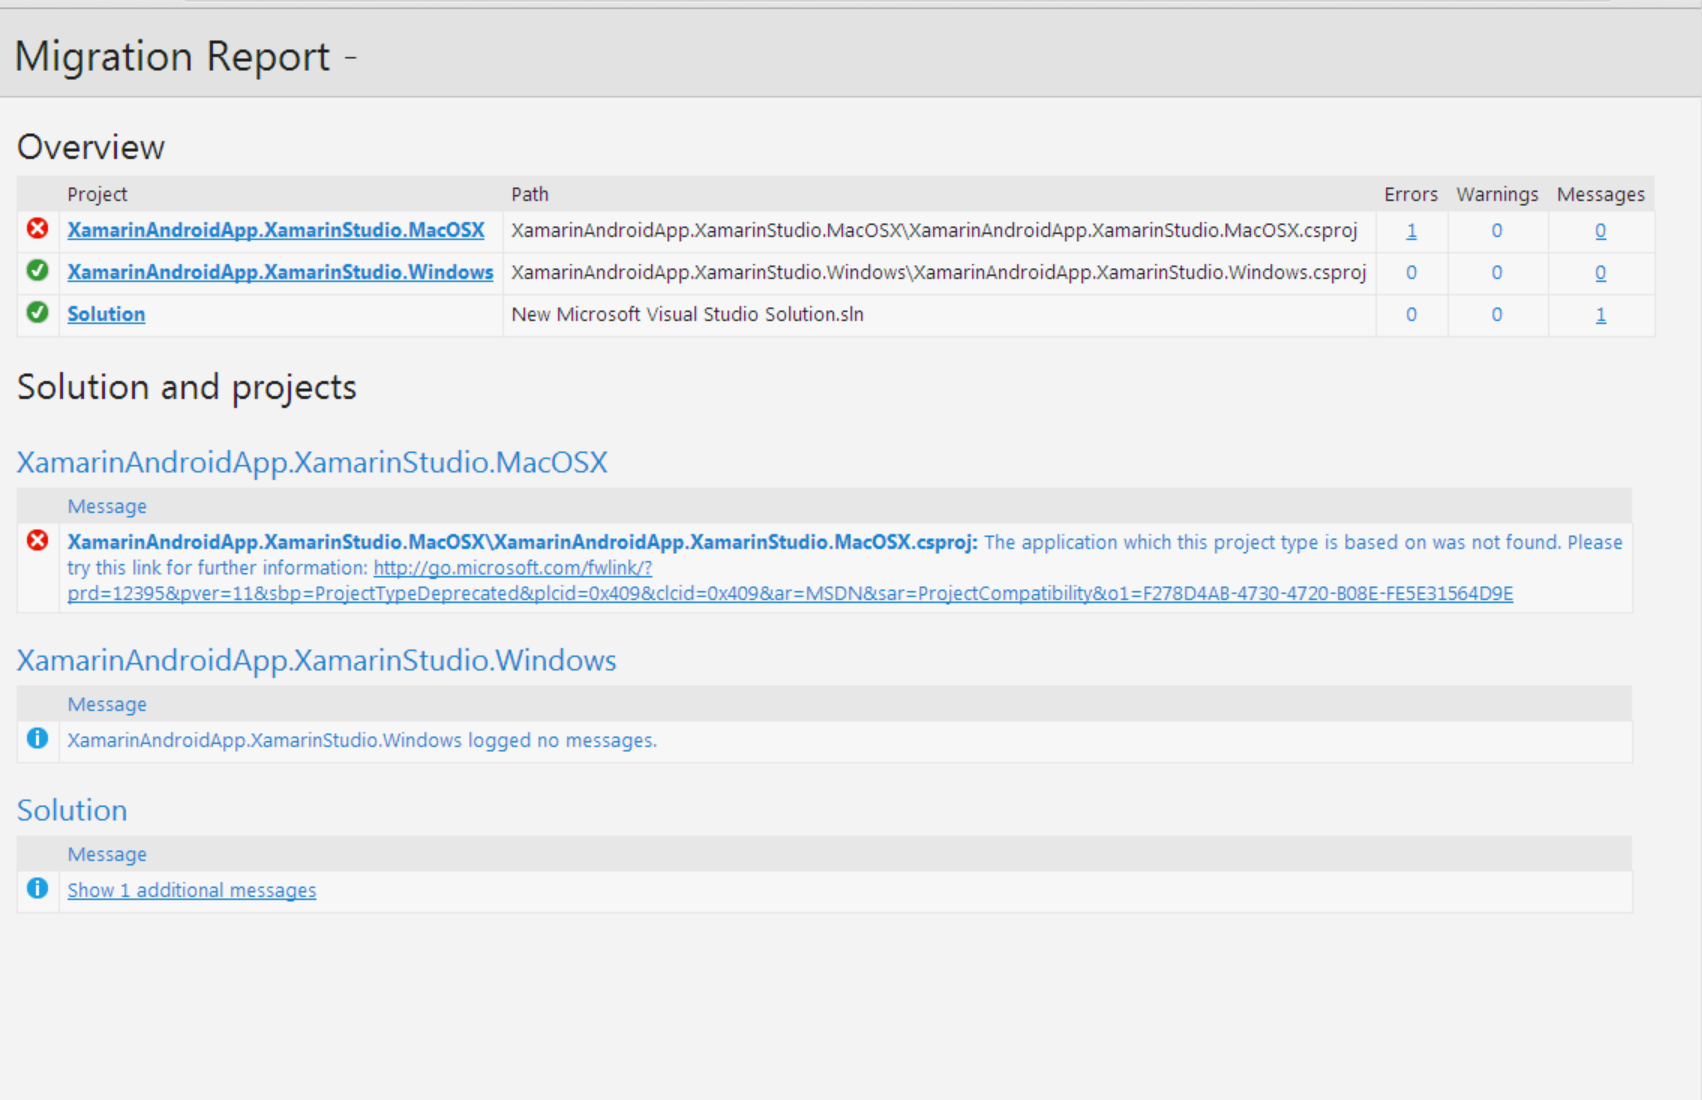 Migration Report -
Overview
Project Path Errors Warnings Messages
XamarinAndroidApp.XamarinStudio.MacOSX XamarinAndroidApp.XamarinStudio.MacOSX\XamarinAndroidApp.XamarinStudio.MacOSX.csproj 1 0 0
XamarinAndroidApp.XamarinStudio.Windows XamarinAndroidApp.XamarinStudio.Windows\XamarinAndroidApp.XamarinStudio.Windows.csproj 0 0 0
Solution New Microsoft Visual Studio Solution.sln 0 0 1
Solution and projects
XamarinAndroidApp.XamarinStudio.MacOSX
Message
XamarinAndroidApp.XamarinStudio.MacOSX\XamarinAndroidApp.XamarinStudio.MacOSX.csproj: The application which this project type is based on was not found. Please
try this link for further information: http://go.microsoft.com/fwlink/?
prd=12395&pver=11&sbp=ProjectTypeDeprecated&plcid=0x409&clcid=0x409&ar=MSDN&sar=ProjectCompatibility&o1=F278D4AB-4730-4720-B08E-FE5E31564D9E
XamarinAndroidApp.XamarinStudio.Windows
Message
XamarinAndroidApp.XamarinStudio.Windows logged no messages.
Solution
Message
Show 1 additional messages